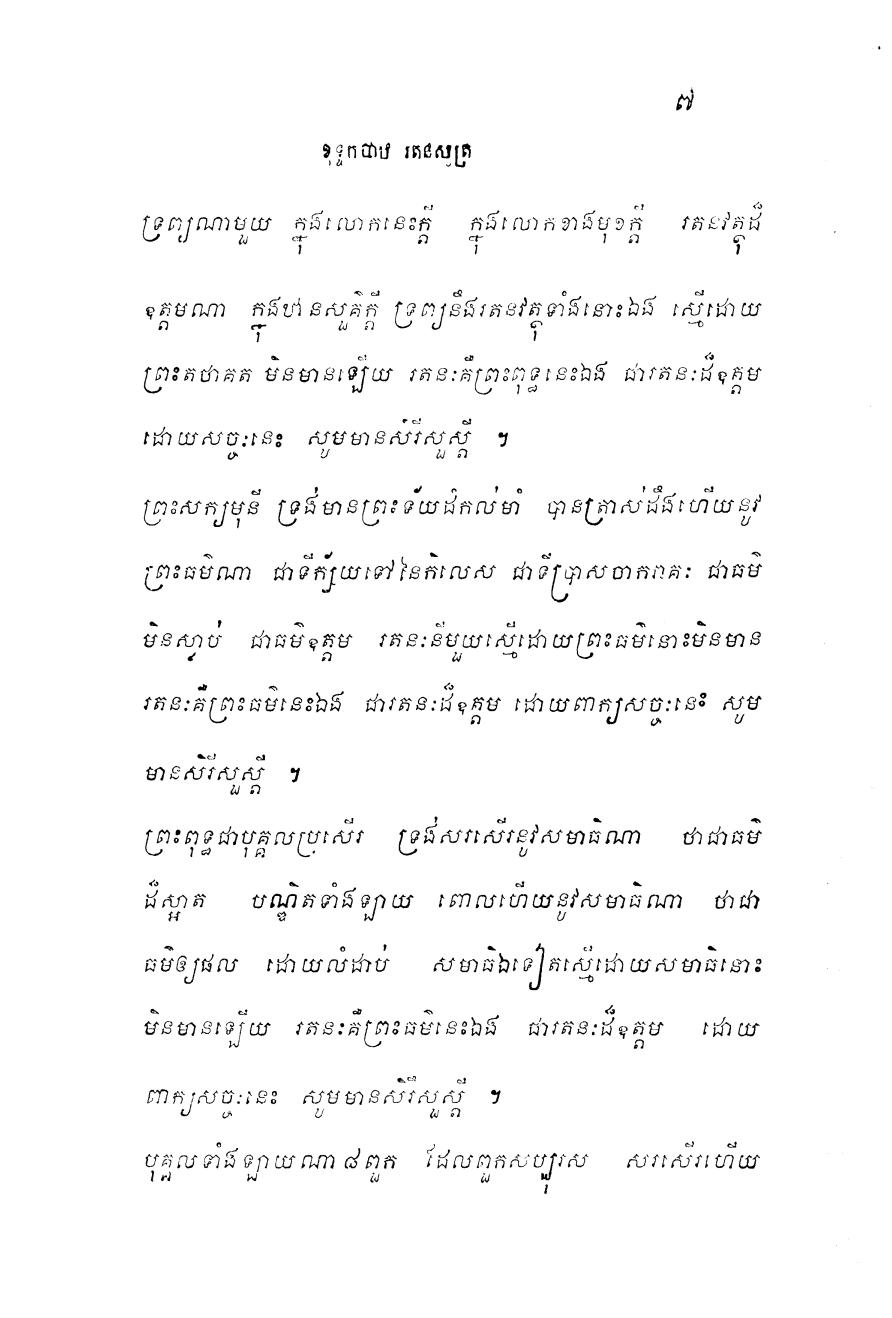 ៧
ខុទ្ទកបាឋ រតនសូត្រ
ទ្រព្យណាមួយ ក្នុងលោកនេះក្តី ក្នុងលោកខាងមុខក្តី រតនវត្ថុដ៏
ឧត្តមណា ក្នុងឋានសួគ៌ក្តី ទ្រព្យនឹងរតនវត្ថុទាំងនោះឯង ស្មើដោយ
ព្រះតថាគត មិនមានឡើយ រតនៈគឺព្រះពុទ្ធនេះឯង ជារតនៈដ៏ឧត្តម
ដោយសច្ចៈនេះ សូមមានសិរីសួស្តី ។
ព្រះសក្យមុនី ទ្រង់មានព្រះទ័យដ៏កល់មាំ បានត្រាស់ដឹងហើយនូវ
ព្រះធម៌ណា ជាទីក្ស័យទៅនៃកិលេស ជាទីប្រាសចាករាគៈ ជាធម៌
មិនស្លាប់ ជាធម៌ឧត្តម រតនៈនីមួយស្មើដោយព្រះធម៌នោះមិនមាន
រតនៈគឺព្រះធម៌នេះឯង ជារតនៈដ៏ឧត្តម ដោយពាក្យសច្ចៈនេះ សូម
មានសិរីសួស្តី ។
ព្រះពុទ្ធជាបុគ្គលប្រសើរ ទ្រង់សរសើរនូវសមាធិណា ថាជាធម៌
ដ៏ស្អាត បណ្ឌិតទាំងឡាយ ពោលហើយនូវសមាធិណា ថាជា
ធម៌ឲ្យផល ដោយលំដាប់ សមាធិឯទៀតស្មើដោយសមាធិនោះ
មិនមានឡើយ រតនៈគឺព្រះធម៌នេះឯង ជារតនៈដ៏ឧត្តម ដោយ
ពាក្យសច្ចៈនេះ សូមមានសិរីសួស្តី ។
បុគ្គលទាំងឡាយណា ៨ ពួក ដែលពួកសប្បុរស សរសើរហើយ